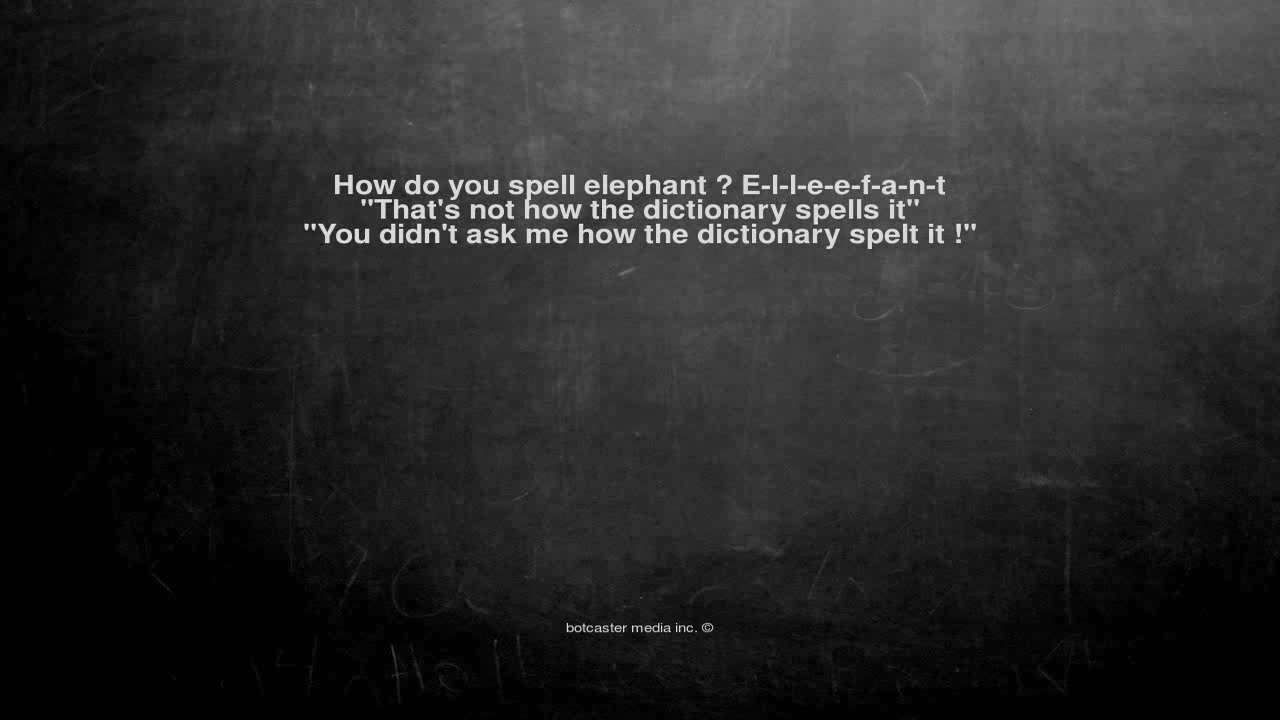 How do you spell elephant ? E-l-l-e-e-f-a-n-t
"That's not how the dictionary spells it"
"You didn't ask me how the dictionary spelt it !"
botcaster media inc. ©